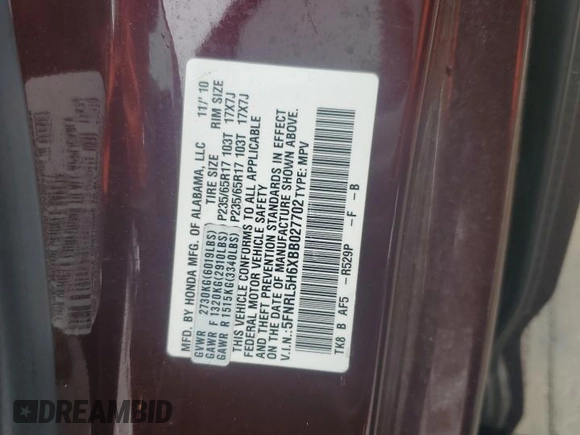 MFD. BY HONDA MFG. OF ALABAMA, LLC 11/'10
TIRE SIZE RIM SIZE
GVWR 2730KG(6019LBS)
GAWR F 1320KG(2910LBS) P235/65R17 103T 17X7J
GAWR R 1515KG(3340LBS) P235/65R17 103T 17X7J
THIS VEHICLE CONFORMS TO ALL APPLICABLE
FEDERAL MOTOR VEHICLE SAFETY
AND THEFT PREVENTION STANDARDS IN EFFECT
ON THE DATE OF MANUFACTURE SHOWN ABOVE.
V.I.N.:5FNRL5H6XBB027702 TYPE: MPV
TK8 B AF5 -R529P -F -B
DREAMBID